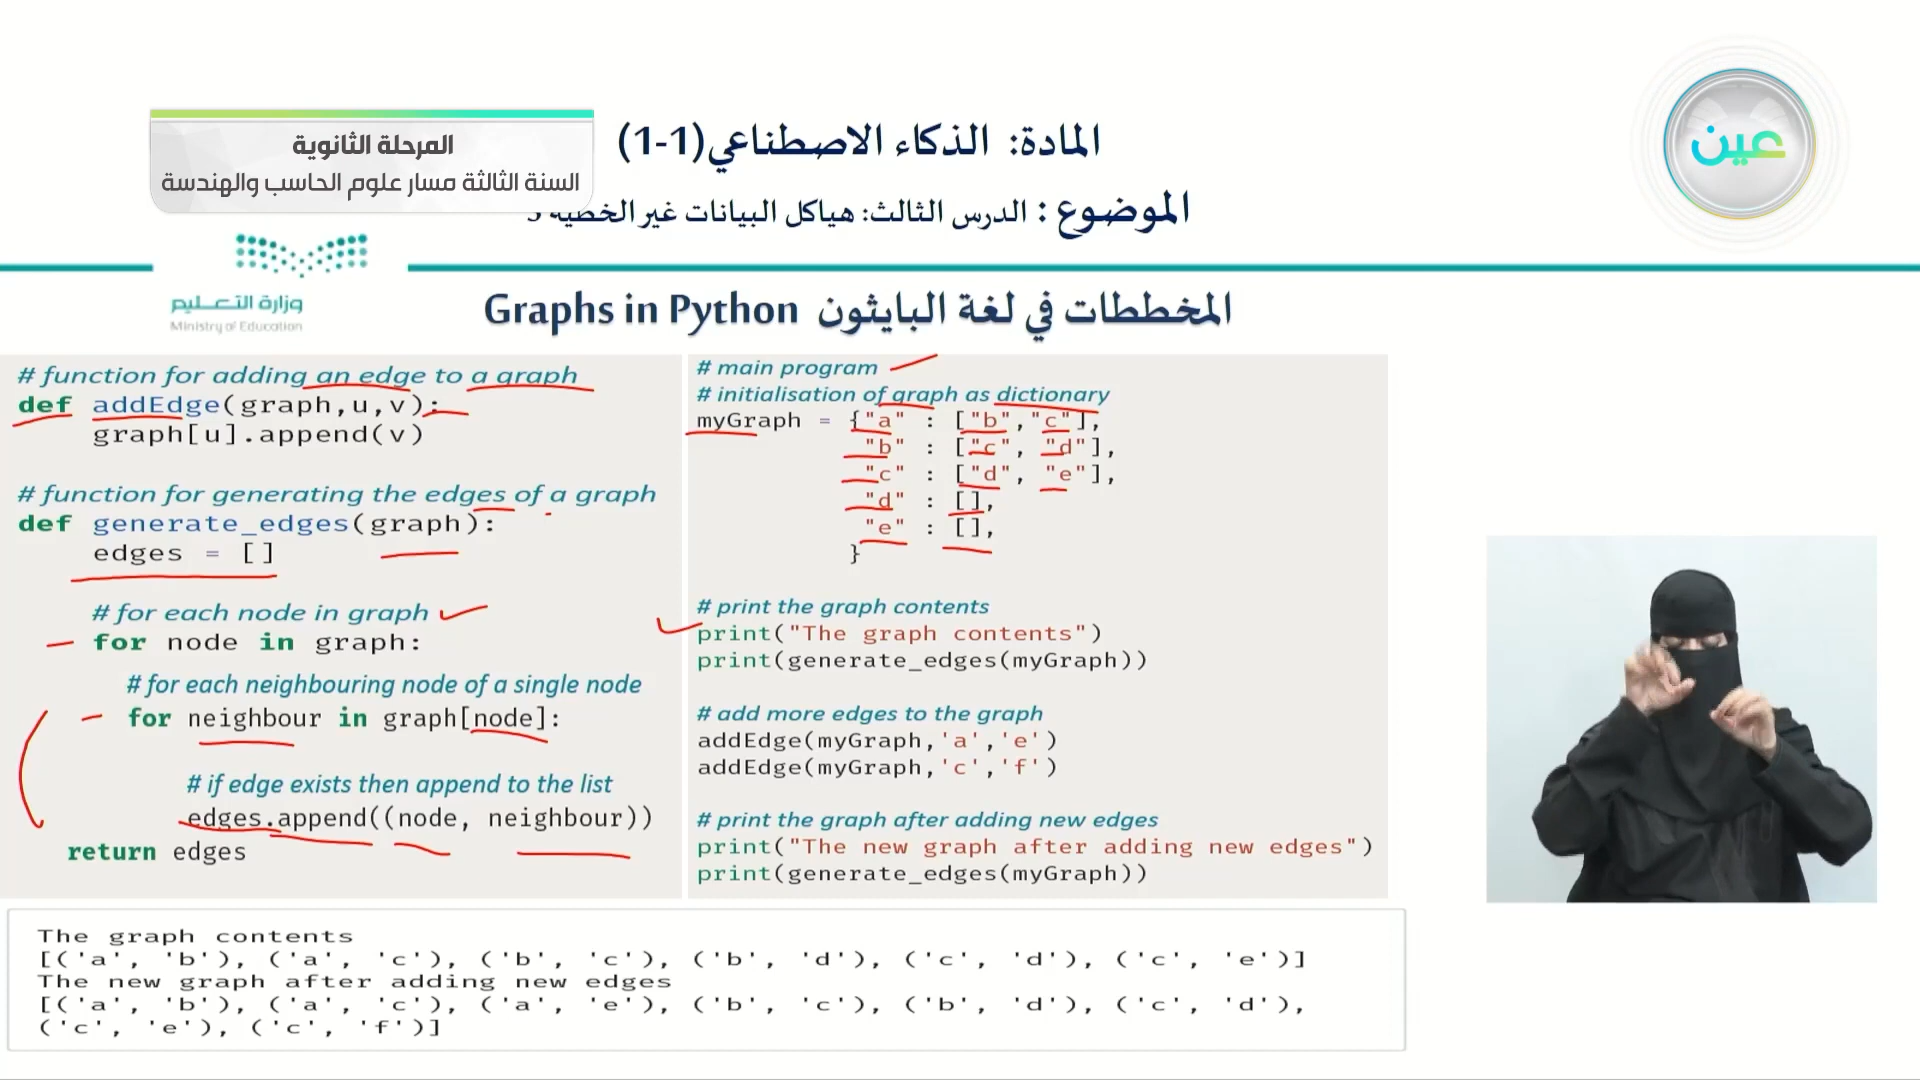 المرحلة الثانوية
السنة الثالثة مسار علوم الحاسب والهندسة
المادة: الذكاء الاصطناعي(1-1)
الموضوع : الدرس الثالث: هياكل البيانات غير الخطية
عين
وزارة التعليم
Ministry of Education
المخططات في لغة البايثون Graphs in Python
# function for adding an edge to a graph
def addEdge(graph,u,v):
graph[u].append(v)
# function for generating the edges of a graph
def generate_edges(graph):
edges = []
# for each node in graph
for node in graph:
# for each neighbouring node of a single node
for neighbour in graph[node]:
# if edge exists then append to the list
edges.append((node, neighbour))
return edges
# main program
# initialisation of graph as dictionary
myGraph = {"a" : ["b","c"],
"b" : ["c", "d"],
"c" : ["d", "e"],
"d" : [],
"e" : [],
}
# print the graph contents
print("The graph contents")
print(generate_edges(myGraph))
# add more edges to the graph
addEdge(myGraph,'a','e')
addEdge(myGraph,'c','f')
# print the graph after adding new edges
print("The new graph after adding new edges")
print(generate_edges(myGraph))
The graph contents
[('a', 'b'), ('a', 'c'), ('b', 'c'), ('b', 'd'), ('c', 'd'), ('c', 'e')]
The new graph after adding new edges
[('a', 'b'), ('a', 'c'), ('a', 'e'), ('b', 'c'), ('b', 'd'), ('c', 'd'),
('c', 'e'), ('c', 'f')]